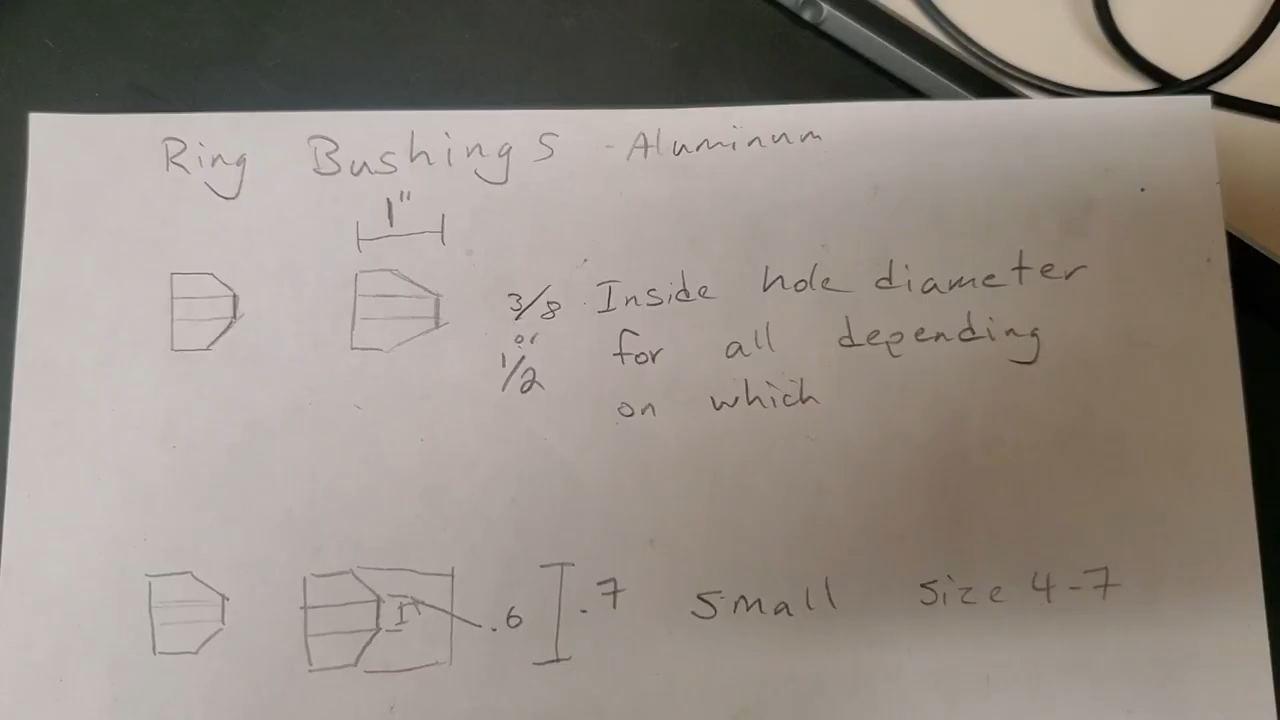 Ring Bushings - Aluminum
1"
3/8 Inside hole diameter
or for all depending
1/2 on which
.6 .7 small size 4-7